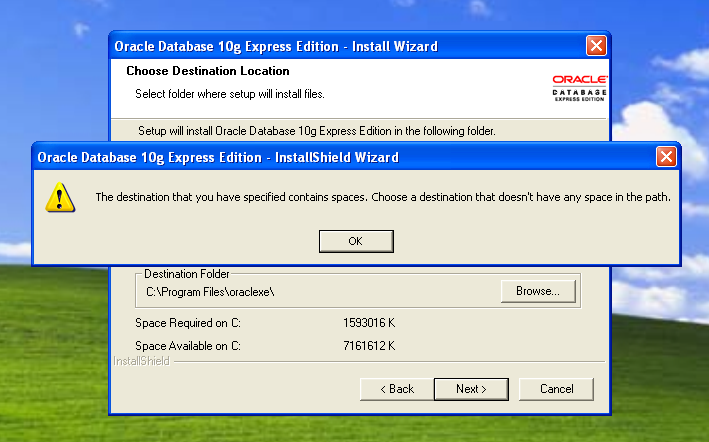 Oracle Database 10g Express Edition - Install Wizard
Choose Destination Location
Select folder where setup will install files.
ORACLE
DATABASE
EXPRESS EDITION
Setup will install Oracle Database 10g Express Edition in the following folder.
Oracle Database 10g Express Edition - InstallShield Wizard
The destination that you have specified contains spaces. Choose a destination that doesn't have any space in the path.
OK
Destination Folder
C:\Program Files\oraclexe\
Browse...
Space Required on C: 1593016 K
Space Available on C: 7161612 K
InstallShield
< Back Next > Cancel